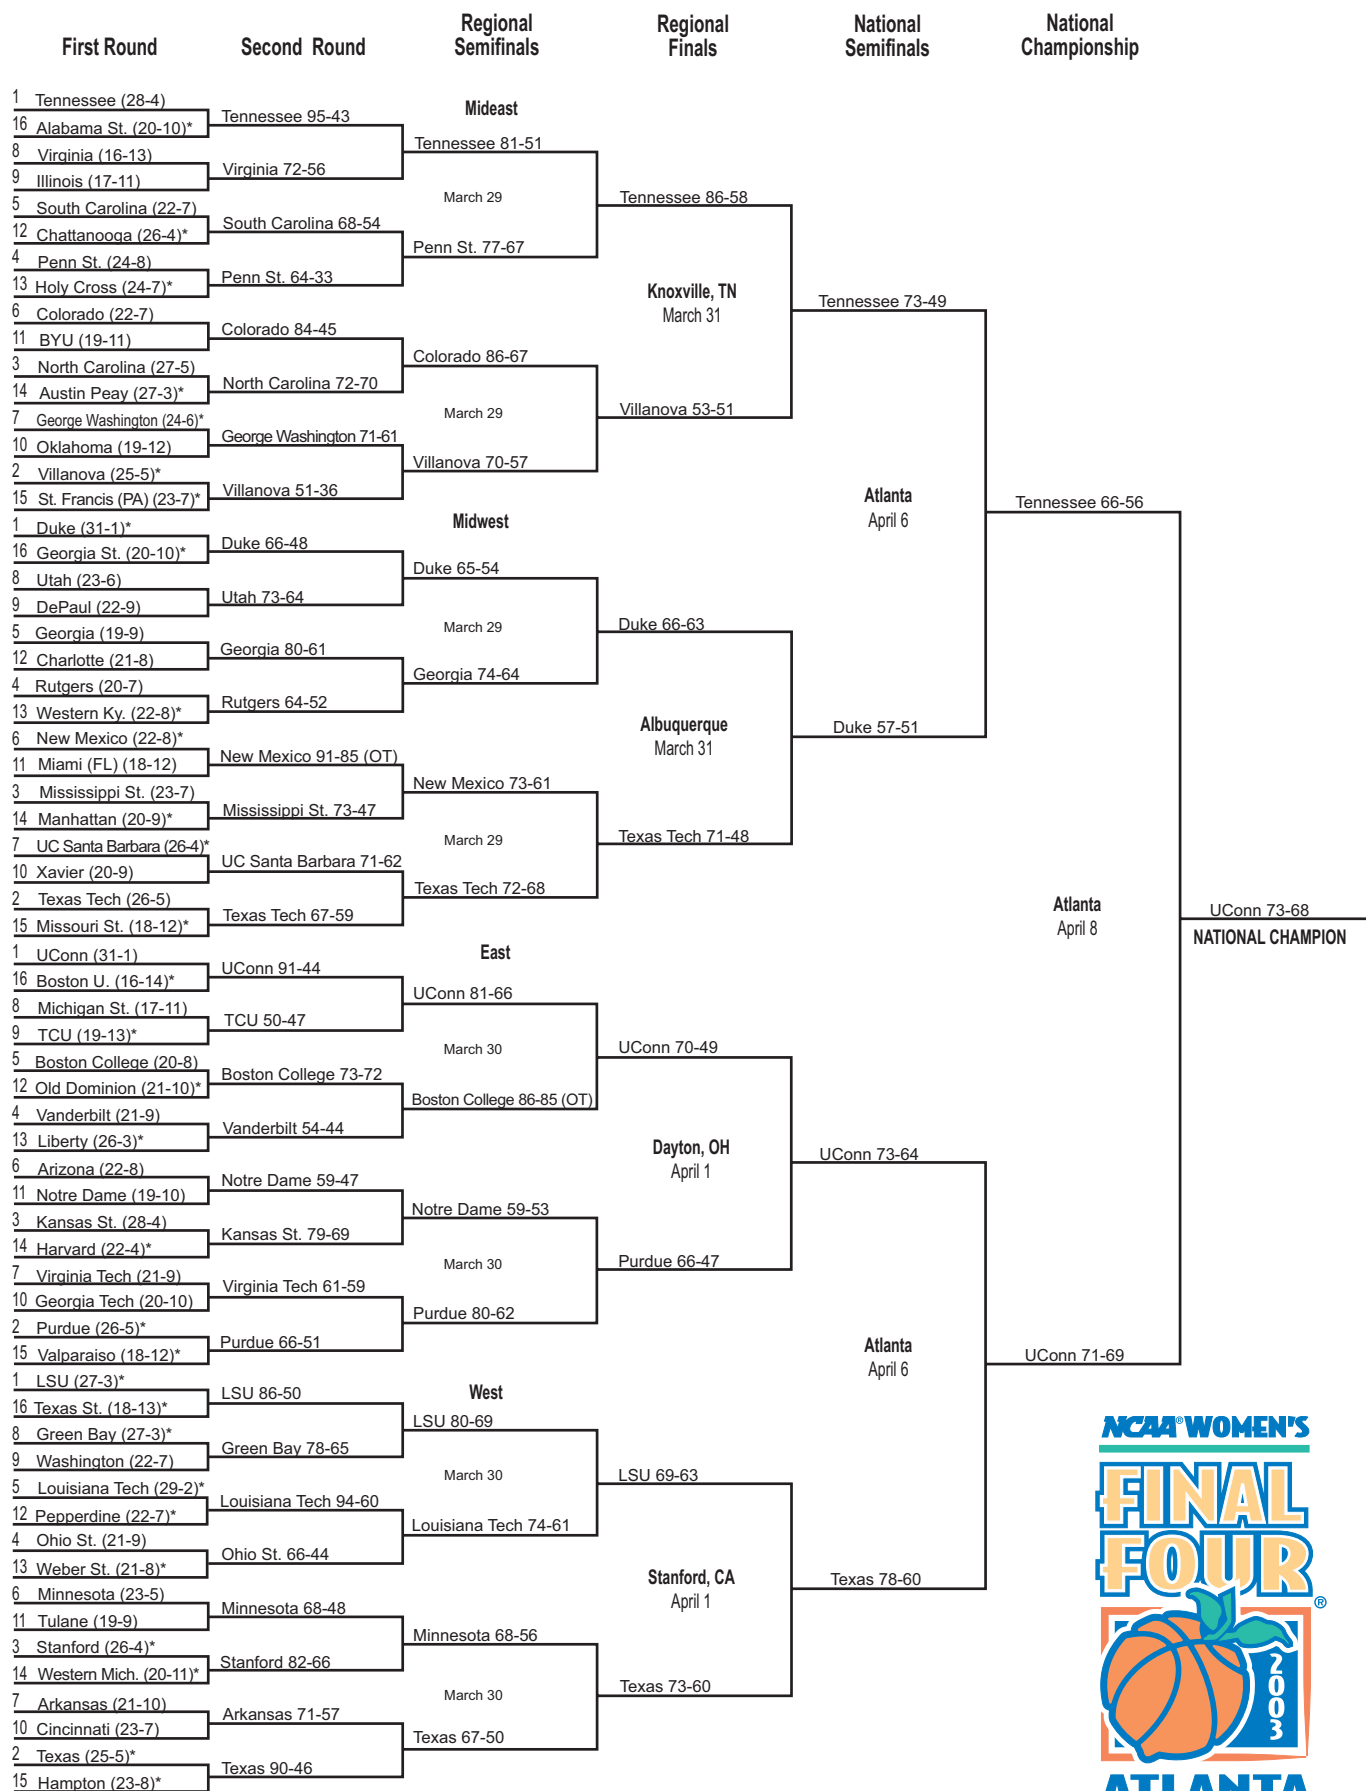 First Round
Second Round
Regional Semifinals
Regional Finals
National Semifinals
National Championship
Mideast
1 Tennessee (28-4)
16 Alabama St. (20-10)*
8 Virginia (16-13)
9 Illinois (17-11)
5 South Carolina (22-7)
12 Chattanooga (26-4)*
4 Penn St. (24-8)
13 Holy Cross (24-7)*
6 Colorado (22-7)
11 BYU (19-11)
3 North Carolina (27-5)
14 Austin Peay (27-3)*
7 George Washington (24-6)*
10 Oklahoma (19-12)
2 Villanova (25-5)*
15 St. Francis (PA) (23-7)*
Tennessee 95-43
Virginia 72-56
South Carolina 68-54
Penn St. 64-33
Colorado 84-45
North Carolina 72-70
George Washington 71-61
Villanova 51-36
Tennessee 81-51
March 29
Penn St. 77-67
Colorado 86-67
March 29
Villanova 70-57
Tennessee 86-58
Knoxville, TN
March 31
Villanova 53-51
Tennessee 73-49
Midwest
1 Duke (31-1)*
16 Georgia St. (20-10)*
8 Utah (23-6)
9 DePaul (22-9)
5 Georgia (19-9)
12 Charlotte (21-8)
4 Rutgers (20-7)
13 Western Ky. (22-8)*
6 New Mexico (22-8)*
11 Miami (FL) (18-12)
3 Mississippi St. (23-7)
14 Manhattan (20-9)*
7 UC Santa Barbara (26-4)*
10 Xavier (20-9)
2 Texas Tech (26-5)
15 Missouri St. (18-12)*
Duke 66-48
Utah 73-64
Georgia 80-61
Rutgers 64-52
New Mexico 91-85 (OT)
Mississippi St. 73-47
UC Santa Barbara 71-62
Texas Tech 67-59
Duke 65-54
March 29
Georgia 74-64
New Mexico 73-61
March 29
Texas Tech 72-68
Duke 66-63
Albuquerque
March 31
Texas Tech 71-48
Duke 57-51
Atlanta
April 6
Tennessee 66-56
East
1 UConn (31-1)
16 Boston U. (16-14)*
8 Michigan St. (17-11)
9 TCU (19-13)*
5 Boston College (20-8)
12 Old Dominion (21-10)*
4 Vanderbilt (21-9)
13 Liberty (26-3)*
6 Arizona (22-8)
11 Notre Dame (19-10)
3 Kansas St. (28-4)
14 Harvard (22-4)*
7 Virginia Tech (21-9)
10 Georgia Tech (20-10)
2 Purdue (26-5)*
15 Valparaiso (18-12)*
UConn 91-44
TCU 50-47
Boston College 73-72
Vanderbilt 54-44
Notre Dame 59-47
Kansas St. 79-69
Virginia Tech 61-59
Purdue 66-51
UConn 81-66
March 30
Boston College 86-85 (OT)
Notre Dame 59-53
March 30
Purdue 80-62
UConn 70-49
Dayton, OH
April 1
Purdue 66-47
UConn 73-64
West
1 LSU (27-3)*
16 Texas St. (18-13)*
8 Green Bay (27-3)*
9 Washington (22-7)
5 Louisiana Tech (29-2)*
12 Pepperdine (22-7)*
4 Ohio St. (21-9)
13 Weber St. (21-8)*
6 Minnesota (23-5)
11 Tulane (19-9)
3 Stanford (26-4)*
14 Western Mich. (20-11)*
7 Arkansas (21-10)
10 Cincinnati (23-7)
2 Texas (25-5)*
15 Hampton (23-8)*
LSU 86-50
Green Bay 78-65
Louisiana Tech 94-60
Ohio St. 66-44
Minnesota 68-48
Stanford 82-66
Arkansas 71-57
Texas 90-46
LSU 80-69
March 30
Louisiana Tech 74-61
Minnesota 68-56
March 30
Texas 67-50
LSU 69-63
Stanford, CA
April 1
Texas 73-60
Texas 78-60
Atlanta
April 6
UConn 71-69
Atlanta
April 8
UConn 73-68
NATIONAL CHAMPION
NCAA® WOMEN'S
FINAL
FOUR®
2003
ATLANTA